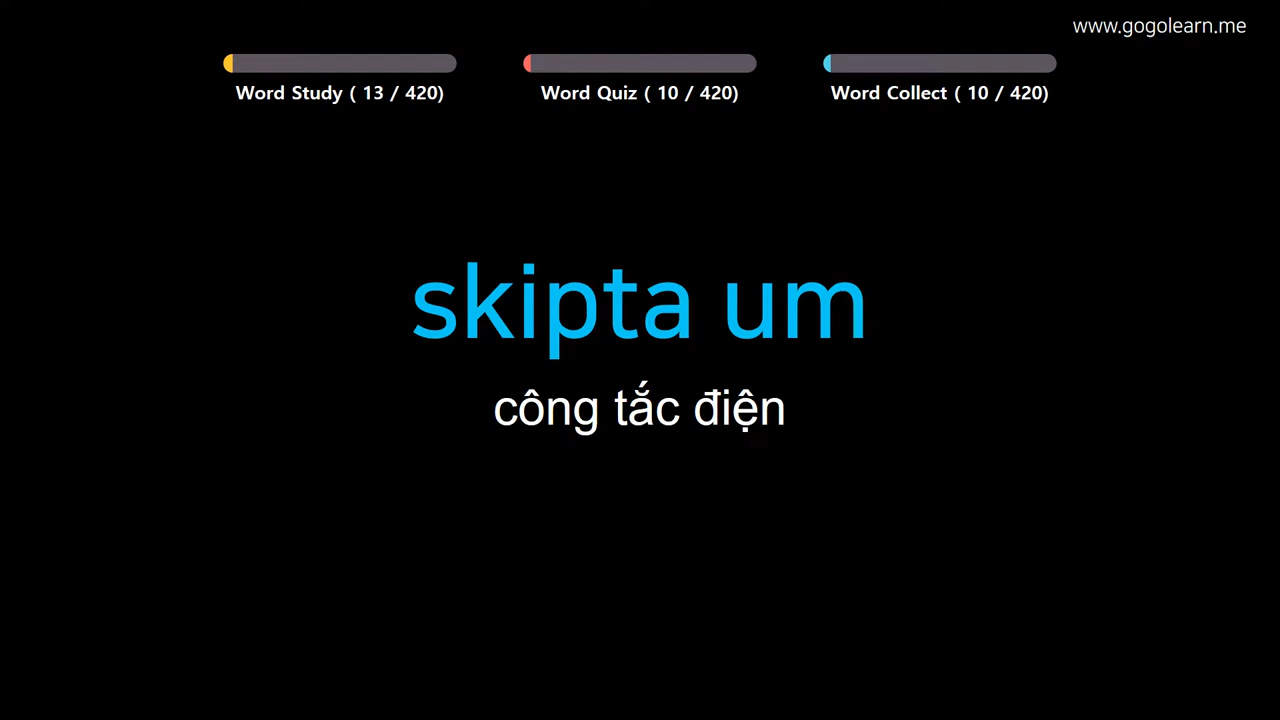 www.gogolearn.me
Word Study ( 13 / 420)
Word Quiz ( 10 / 420)
Word Collect ( 10 / 420)
skipta um
công tắc điện